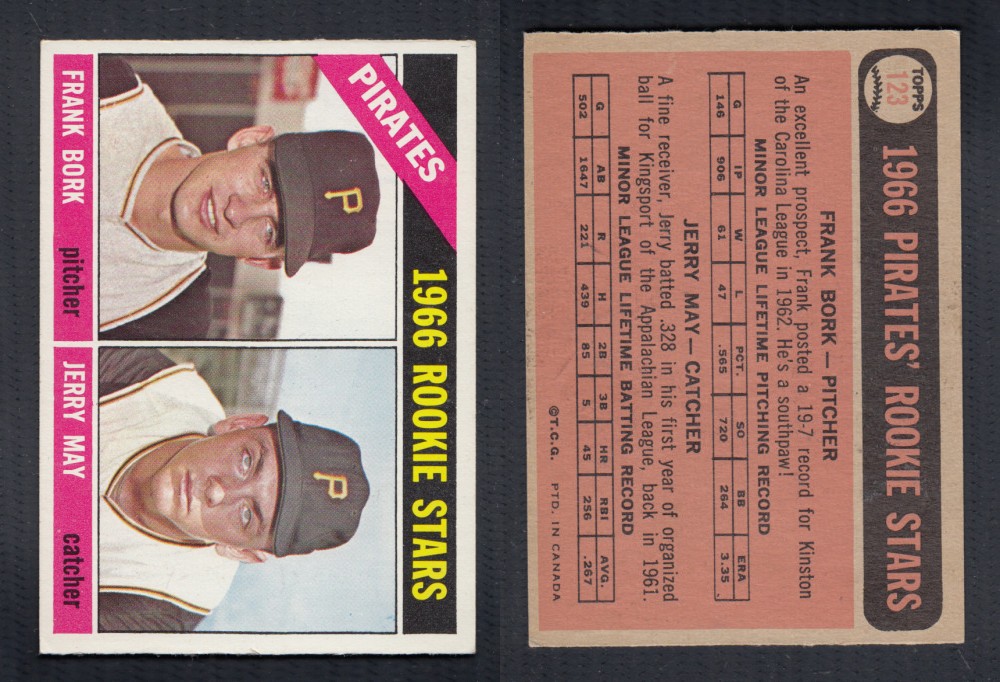 PIRATES
1966 ROOKIE STARS
P
P
FRANK BORK pitcher
JERRY MAY catcher
TOPPS
123
1966 PIRATES' ROOKIE STARS
FRANK BORK — PITCHER
An excellent prospect, Frank posted a 19-7 record for Kinston
of the Carolina League in 1962. He's a southpaw!
MINOR LEAGUE LIFETIME PITCHING RECORD
G IP W L PCT. SO BB ERA
146 906 61 47 .565 720 264 3.35
JERRY MAY — CATCHER
A fine receiver, Jerry batted .328 in his first year of organized
ball for Kingsport of the Appalachian League, back in 1961.
MINOR LEAGUE LIFETIME BATTING RECORD
G AB R H 2B 3B HR RBI AVG.
502 1647 221 439 85 5 45 256 .267
©T.C.G. PTD. IN CANADA